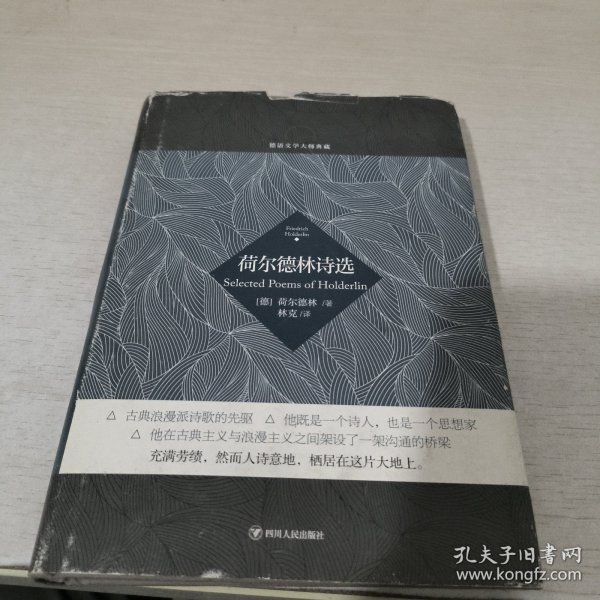 德语文学大师典藏
Friedrich
Holderlin
荷尔德林诗选
Selected Poems of Holderlin
[德] 荷尔德林 /著
林克/译
△ 古典浪漫派诗歌的先驱 △ 他既是一个诗人，也是一个思想家
△ 他在古典主义与浪漫主义之间架设了一架沟通的桥梁
充满劳绩，然而人诗意地，栖居在这片大地上。
四川人民出版社
孔夫子旧书网
www.kongfz.com